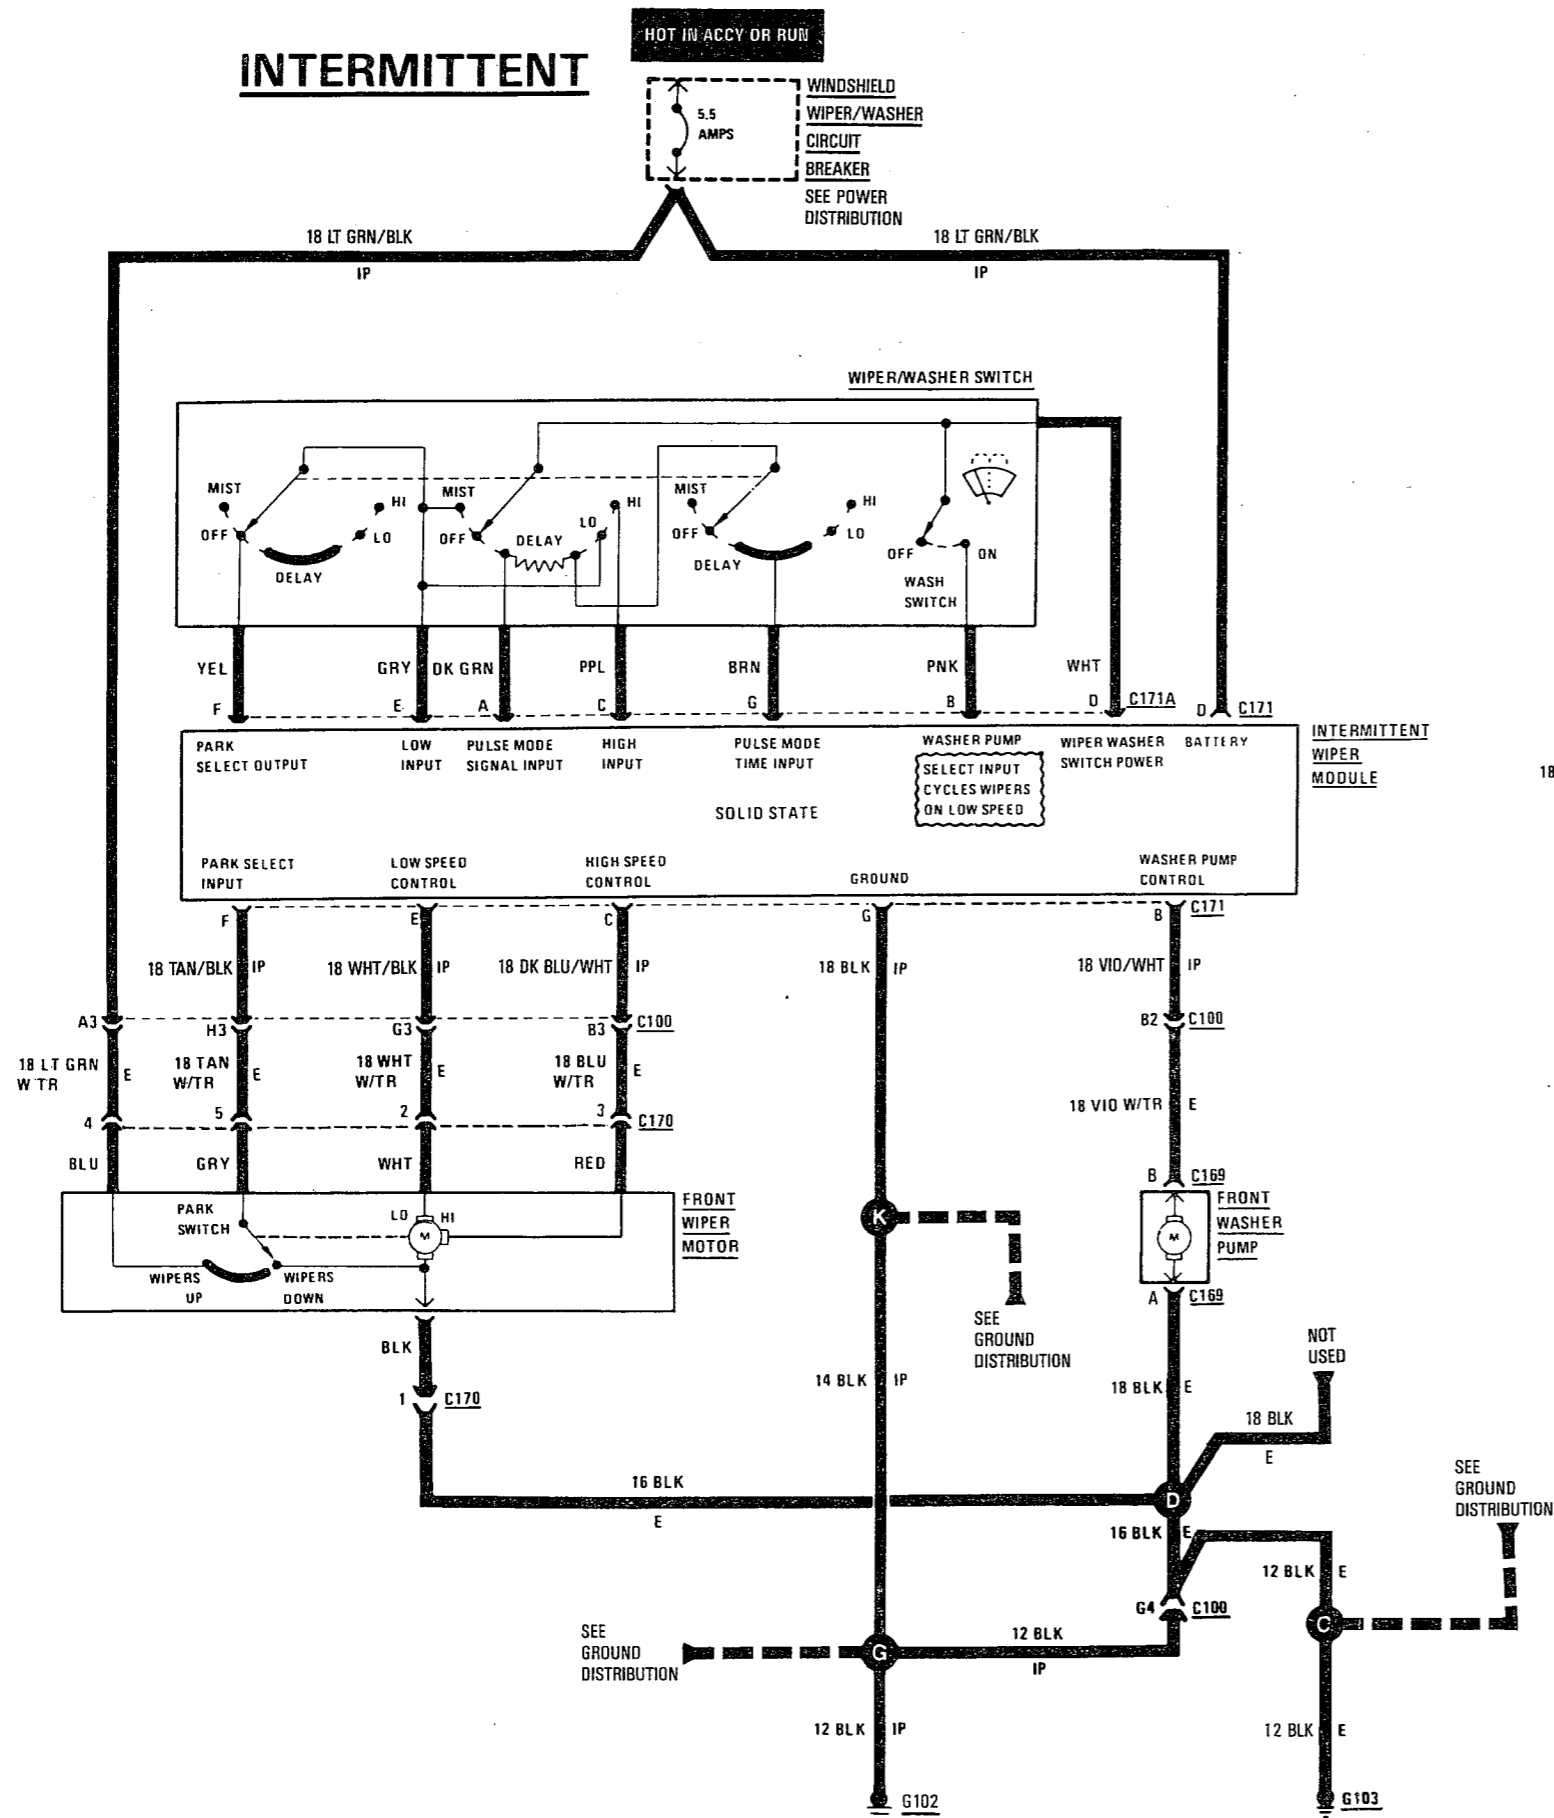 HOT IN ACCY OR RUN
INTERMITTENT
5.5
AMPS
WINDSHIELD
WIPER/WASHER
CIRCUIT
BREAKER
SEE POWER
DISTRIBUTION
18 LT GRN/BLK
IP
18 LT GRN/BLK
IP
WIPER/WASHER SWITCH
MIST
OFF
DELAY
LO
HI
MIST
OFF
DELAY
LO
HI
MIST
OFF
DELAY
LO
HI
OFF
ON
WASH
SWITCH
YEL
GRY
DK GRN
PPL
BRN
PNK
WHT
F
E
A
C
G
B
D
C171A
D
C171
PARK
SELECT OUTPUT
LOW
INPUT
PULSE MODE
SIGNAL INPUT
HIGH
INPUT
PULSE MODE
TIME INPUT
WASHER PUMP
SELECT INPUT
CYCLES WIPERS
ON LOW SPEED
WIPER WASHER
SWITCH POWER
BATTERY
INTERMITTENT
WIPER
MODULE
18
SOLID STATE
PARK SELECT
INPUT
LOW SPEED
CONTROL
HIGH SPEED
CONTROL
GROUND
WASHER PUMP
CONTROL
F
E
C
G
B
C171
18 TAN/BLK
IP
18 WHT/BLK
IP
18 DK BLU/WHT
IP
18 BLK
IP
18 VIO/WHT
IP
A3
H3
G3
B3
C100
B2
C100
18 LT GRN
W TR
E
18 TAN
W/TR
E
18 WHT
W/TR
E
18 BLU
W/TR
E
18 VIO W/TR
E
4
5
2
3
C170
BLU
GRY
WHT
RED
B
C169
PARK
SWITCH
LO
HI
M
WIPERS
UP
WIPERS
DOWN
FRONT
WIPER
MOTOR
K
M
FRONT
WASHER
PUMP
A
C169
SEE
GROUND
DISTRIBUTION
BLK
1
C170
14 BLK
IP
18 BLK
E
NOT
USED
18 BLK
E
16 BLK
E
D
16 BLK
E
SEE
GROUND
DISTRIBUTION
12 BLK
E
G4
C100
C
SEE
GROUND
DISTRIBUTION
G
12 BLK
IP
12 BLK
IP
12 BLK
E
G102
G103